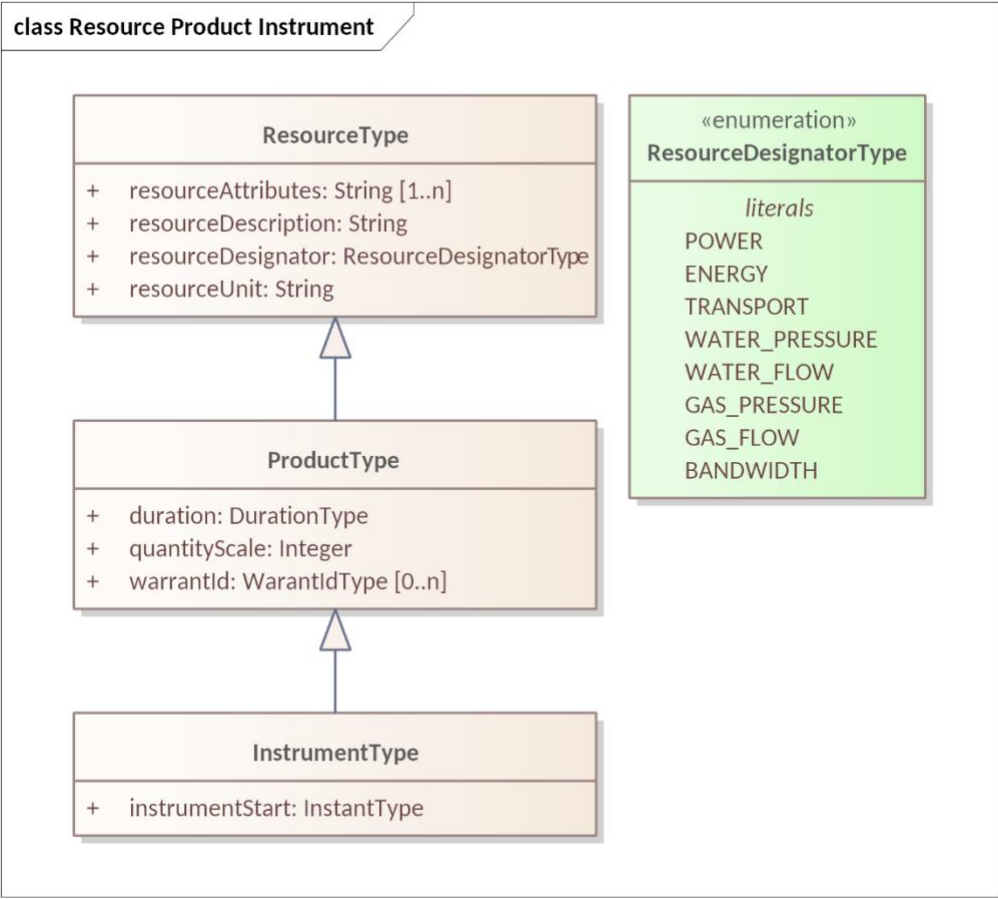 class Resource Product Instrument
ResourceType
+ resourceAttributes: String [1..n]
+ resourceDescription: String
+ resourceDesignator: ResourceDesignatorType
+ resourceUnit: String
«enumeration»
ResourceDesignatorType
literals
POWER
ENERGY
TRANSPORT
WATER_PRESSURE
WATER_FLOW
GAS_PRESSURE
GAS_FLOW
BANDWIDTH
ProductType
+ duration: DurationType
+ quantityScale: Integer
+ warrantId: WarantIdType [0..n]
InstrumentType
+ instrumentStart: InstantType